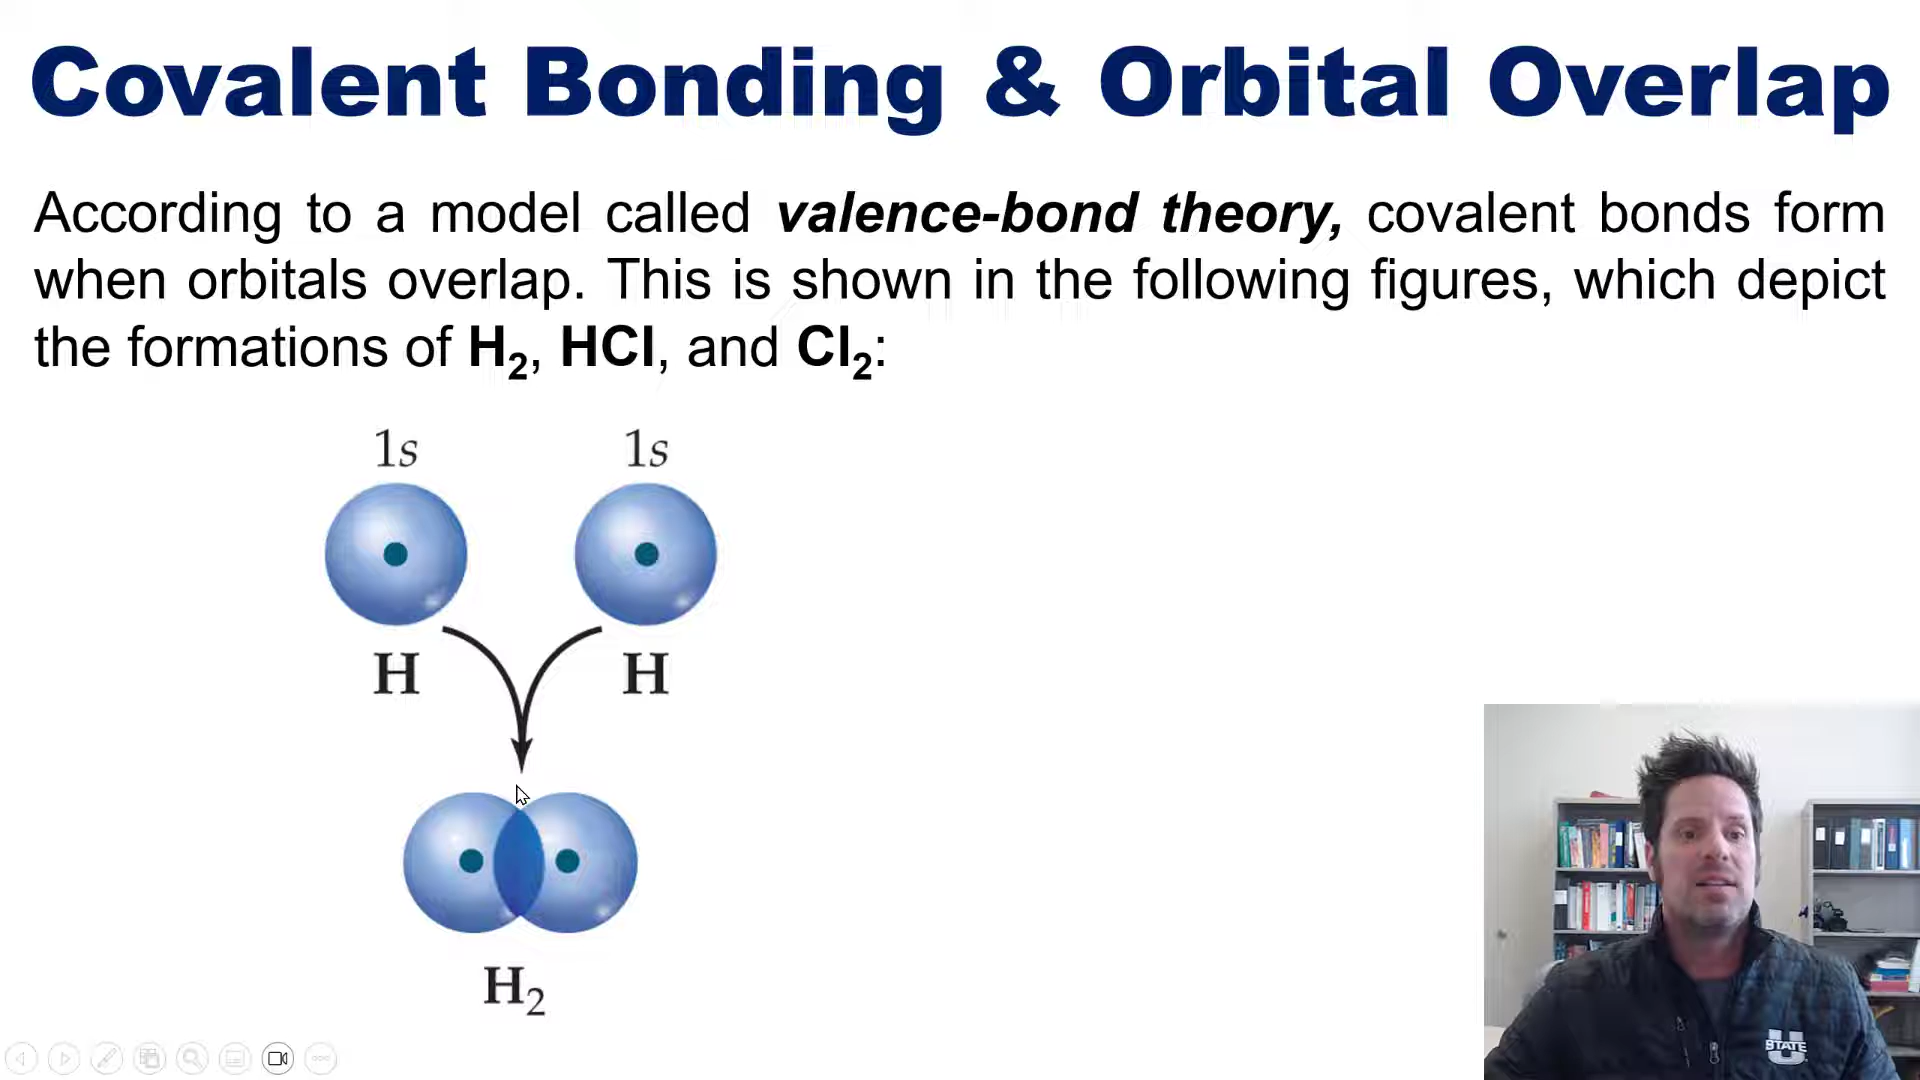 Covalent Bonding & Orbital Overlap
According to a model called valence-bond theory, covalent bonds form
when orbitals overlap. This is shown in the following figures, which depict
the formations of H₂, HCl, and Cl₂:
1s 1s
H H
H₂
U
STATE